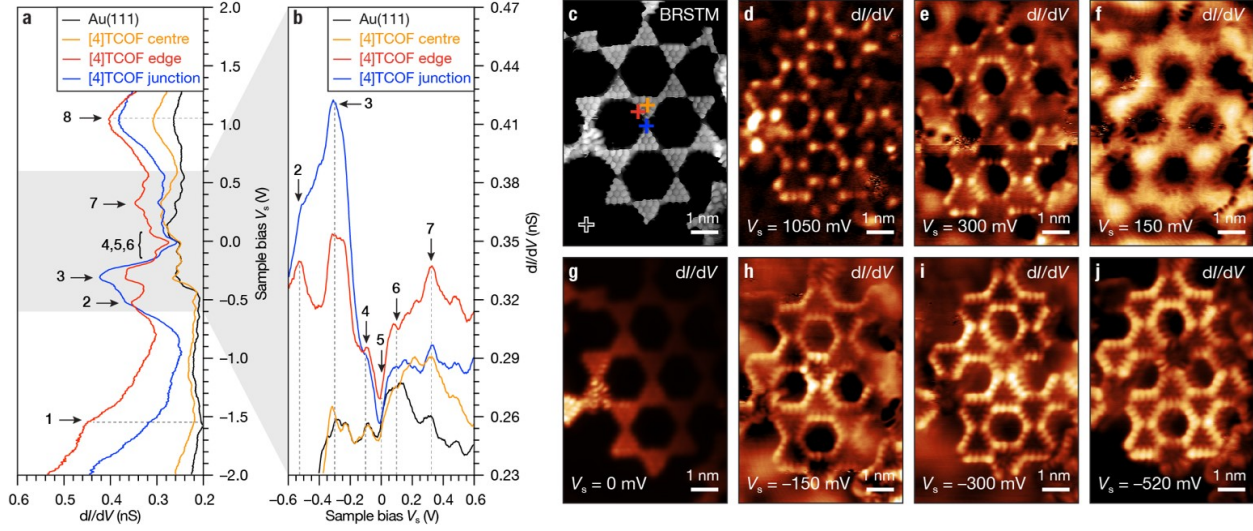 a
Au(111)
[4]TCOF centre
[4]TCOF edge
[4]TCOF junction
2.0
1.5
1.0
0.5
0.0
−0.5
−1.0
−1.5
−2.0
Sample bias Vs (V)
8
7
4,5,6
3
2
1
0.6
0.5
0.4
0.3
0.2
dI/dV (nS)
b
Au(111)
[4]TCOF centre
[4]TCOF edge
[4]TCOF junction
0.47
0.44
0.41
0.38
0.35
0.32
0.29
0.26
0.23
dI/dV (nS)
2
3
4
5
6
7
−0.6
−0.4
−0.2
0
0.2
0.4
0.6
Sample bias Vs (V)
c
BRSTM
1 nm
d
dI/dV
Vs = 1050 mV
1 nm
e
dI/dV
Vs = 300 mV
1 nm
f
dI/dV
Vs = 150 mV
1 nm
g
dI/dV
Vs = 0 mV
1 nm
h
dI/dV
Vs = −150 mV
1 nm
i
dI/dV
Vs = −300 mV
1 nm
j
dI/dV
Vs = −520 mV
1 nm